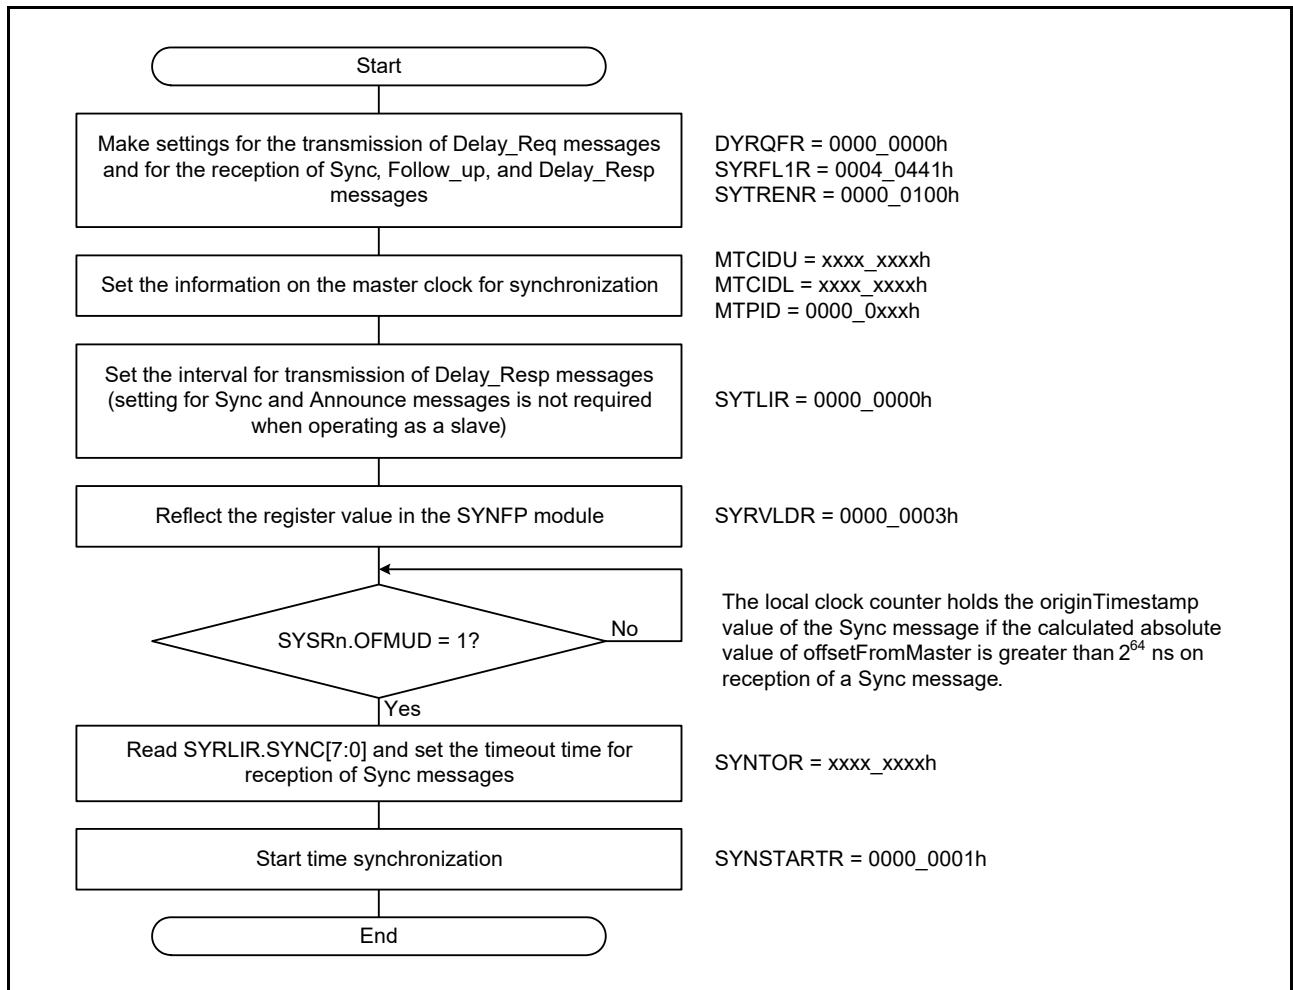 Start
Make settings for the transmission of Delay_Req messages
and for the reception of Sync, Follow_up, and Delay_Resp
messages
DYRQFR = 0000_0000h
SYRFL1R = 0004_0441h
SYTRENR = 0000_0100h
Set the information on the master clock for synchronization
MTCIDU = xxxx_xxxxh
MTCIDL = xxxx_xxxxh
MTPID = 0000_0xxxh
Set the interval for transmission of Delay_Resp messages
(setting for Sync and Announce messages is not required
when operating as a slave)
SYTLIR = 0000_0000h
Reflect the register value in the SYNFP module
SYRVLDR = 0000_0003h
SYSRn.OFMUD = 1?
No
Yes
The local clock counter holds the originTimestamp
value of the Sync message if the calculated absolute
value of offsetFromMaster is greater than 2^64 ns on
reception of a Sync message.
Read SYRLIR.SYNC[7:0] and set the timeout time for
reception of Sync messages
SYNTOR = xxxx_xxxxh
Start time synchronization
SYNSTARTR = 0000_0001h
End